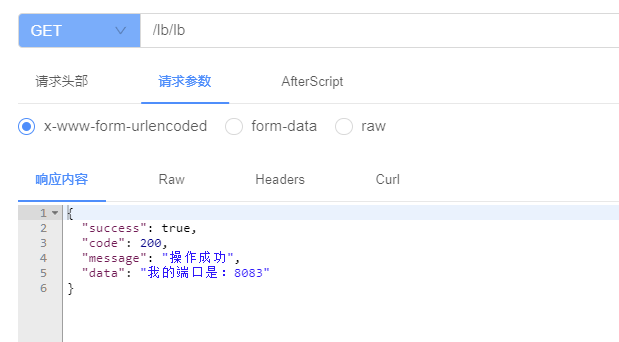 GET /lb/lb
请求头部 请求参数 AfterScript
x-www-form-urlencoded form-data raw
响应内容 Raw Headers Curl
1 {
2 "success": true,
3 "code": 200,
4 "message": "操作成功",
5 "data": "我的端口是：8083"
6 }